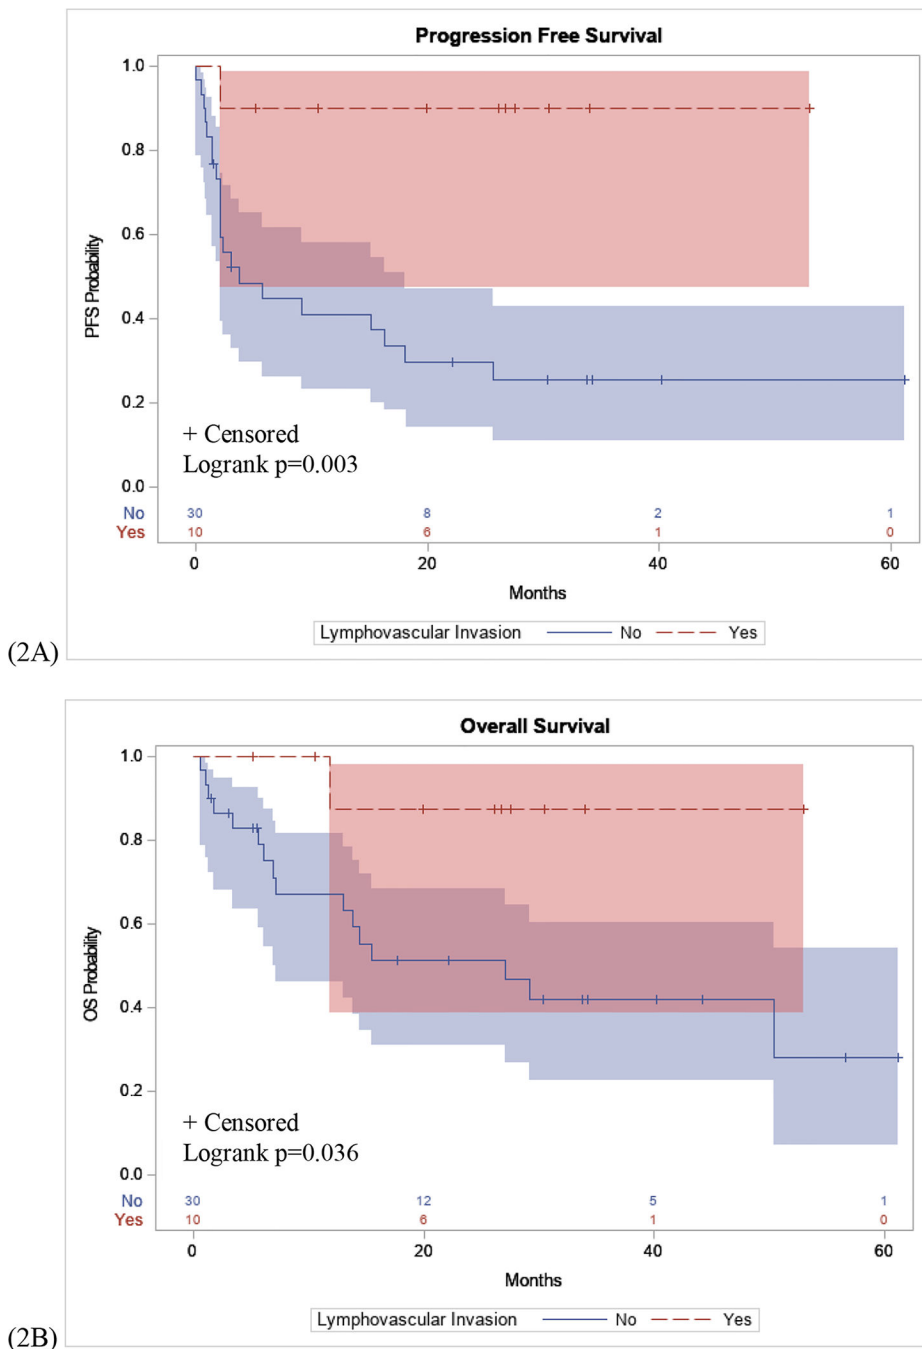 Progression Free Survival
1.0
0.8
0.6
0.4
0.2
0.0
PFS Probability
+ Censored
Logrank p=0.003
No 30 8 2 1
Yes 10 6 1 0
0 20 40 60
Months
Lymphovascular Invasion No Yes
(2A)
Overall Survival
1.0
0.8
0.6
0.4
0.2
0.0
OS Probability
+ Censored
Logrank p=0.036
No 30 12 5 1
Yes 10 6 1 0
0 20 40 60
Months
Lymphovascular Invasion No Yes
(2B)